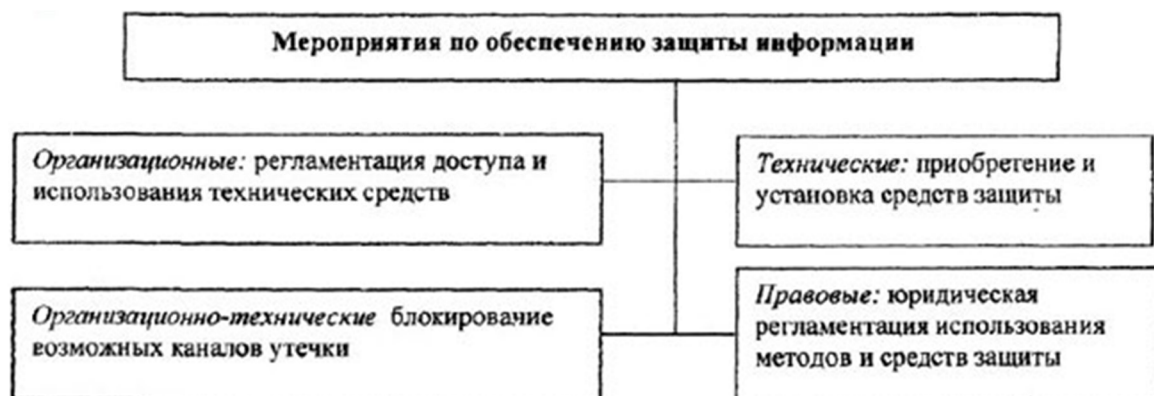 Мероприятия по обеспечению защиты информации
Организационные: регламентация доступа и
использования технических средств
Технические: приобретение и
установка средств защиты
Организационно-технические блокирование
возможных каналов утечки
Правовые: юридическая
регламентация использования
методов и средств защиты